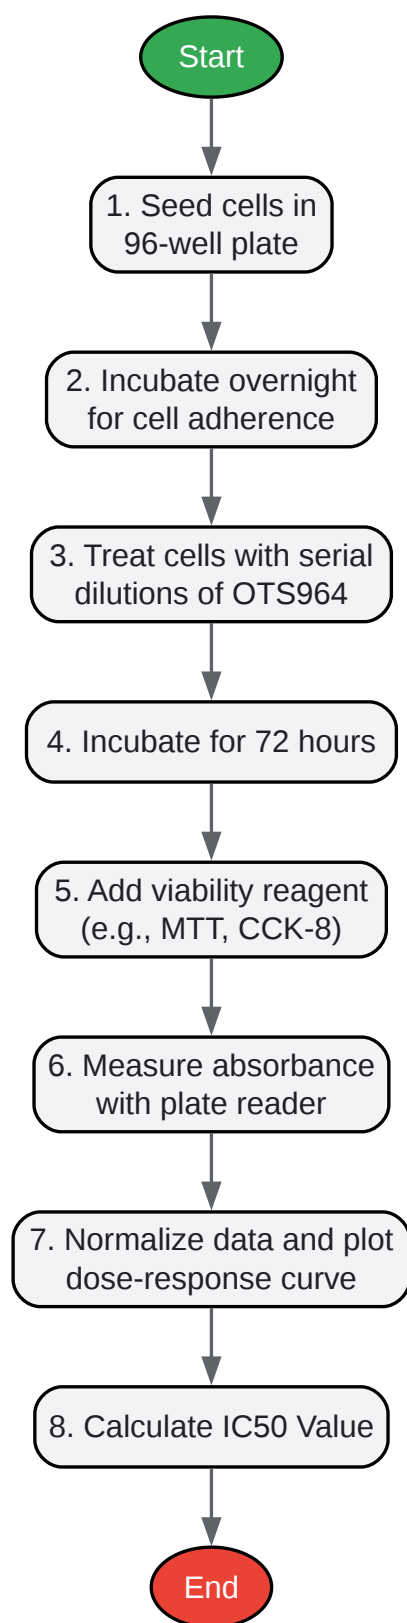 Start
1. Seed cells in
96-well plate
2. Incubate overnight
for cell adherence
3. Treat cells with serial
dilutions of OTS964
4. Incubate for 72 hours
5. Add viability reagent
(e.g., MTT, CCK-8)
6. Measure absorbance
with plate reader
7. Normalize data and plot
dose-response curve
8. Calculate IC50 Value
End